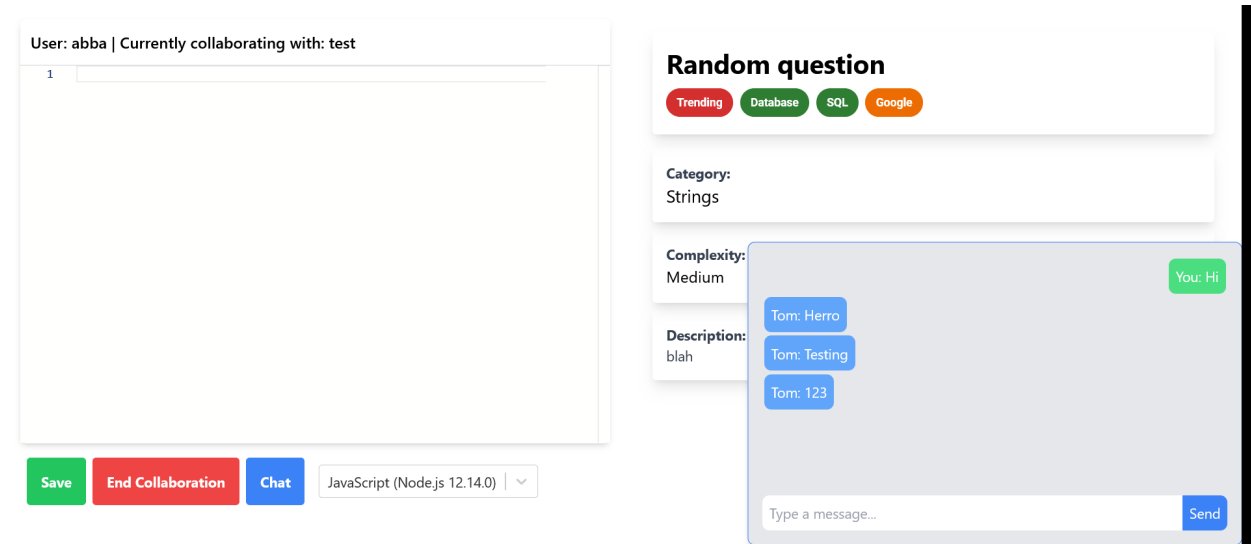 User: abba | Currently collaborating with: test
1
Save
End Collaboration
Chat
JavaScript (Node.js 12.14.0)
Random question
Trending
Database
SQL
Google
Category:
Strings
Complexity:
Medium
Description:
blah
You: Hi
Tom: Herro
Tom: Testing
Tom: 123
Type a message...
Send